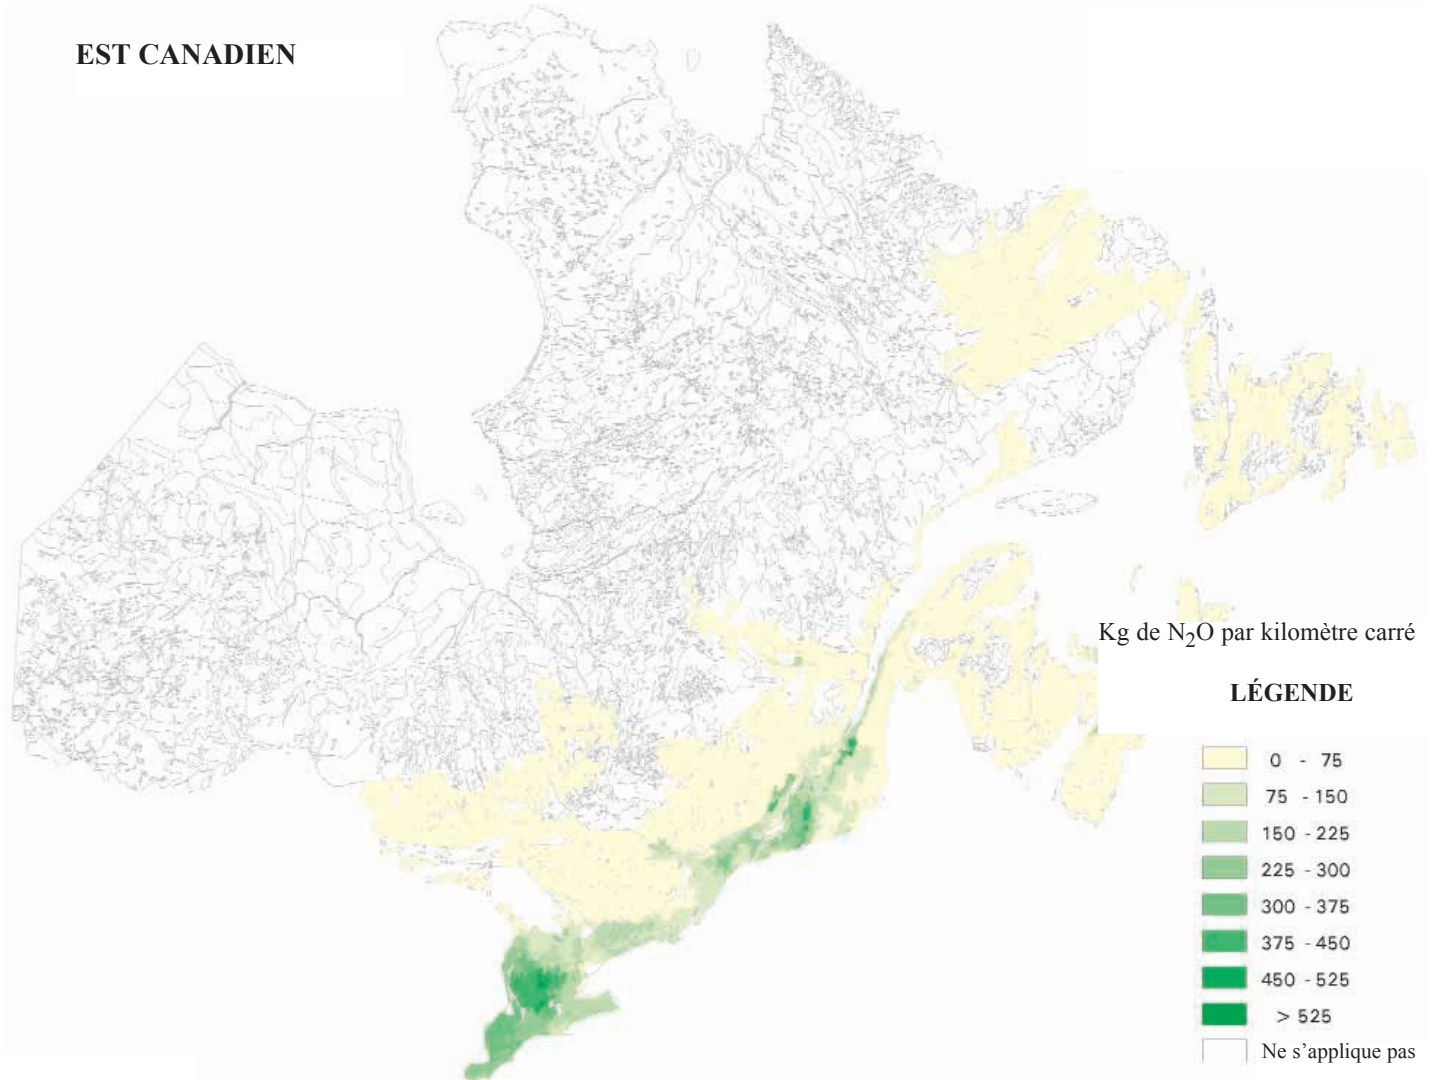 EST CANADIEN
Kg de N₂O par kilomètre carré
LÉGENDE
0 - 75
75 - 150
150 - 225
225 - 300
300 - 375
375 - 450
450 - 525
> 525
Ne s'applique pas